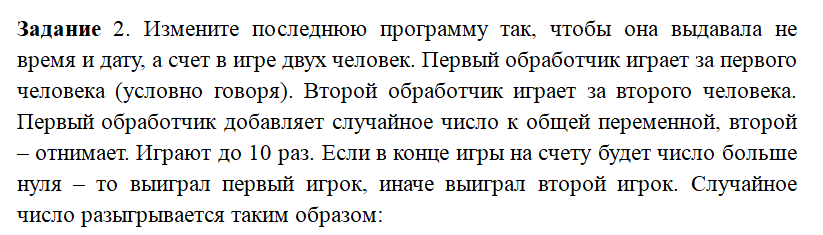 Задание 2. Измените последнюю программу так, чтобы она выдавала не
время и дату, а счет в игре двух человек. Первый обработчик играет за первого
человека (условно говоря). Второй обработчик играет за второго человека.
Первый обработчик добавляет случайное число к общей переменной, второй
– отнимает. Играют до 10 раз. Если в конце игры на счету будет число больше
нуля – то выиграл первый игрок, иначе выиграл второй игрок. Случайное
число разыгрывается таким образом: